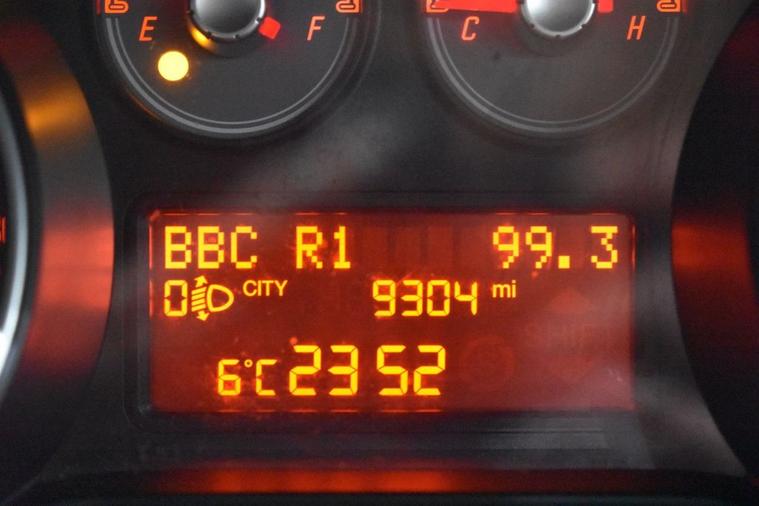 E F C H
BBC R1 99.3
0 CITY 9304 mi
6°C 23 52